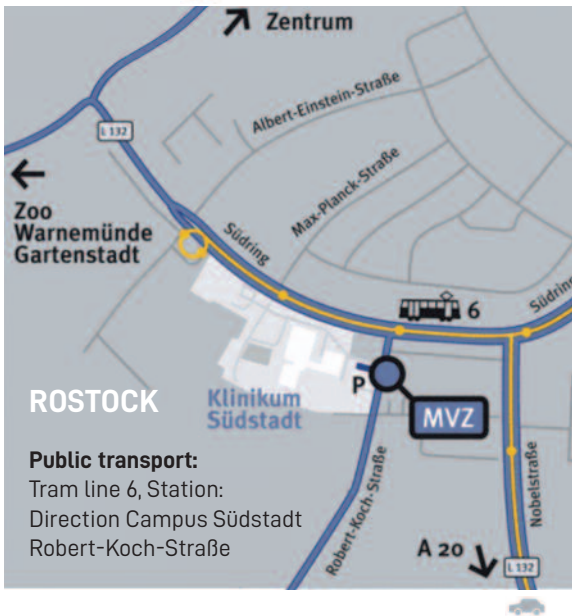 Zentrum
L 132
Albert-Einstein-Straße
Max-Planck-Straße
Zoo
Warnemünde
Gartenstadt
Südring
6
Südring
P
MVZ
ROSTOCK
Klinikum
Südstadt
Public transport:
Tram line 6, Station:
Direction Campus Südstadt
Robert-Koch-Straße
Robert-Koch-Straße
Nobelstraße
A 20
L 132